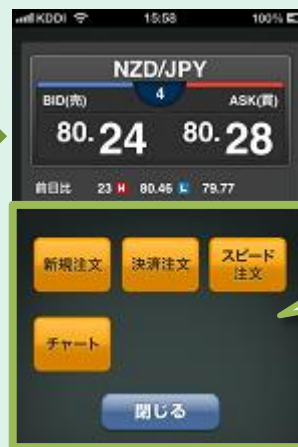 KDDI 15:58 100%
NZD/JPY
BID(売) 4 ASK(買)
80.24 80.28
前日比 23 H 80.46 L 79.77
新規注文 決済注文 スピード
注文
チャート
閉じる